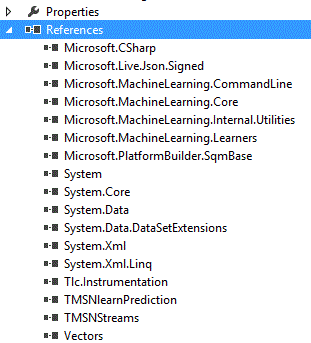 Properties
References
Microsoft.CSharp
Microsoft.Live.Json.Signed
Microsoft.MachineLearning.CommandLine
Microsoft.MachineLearning.Core
Microsoft.MachineLearning.Internal.Utilities
Microsoft.MachineLearning.Learners
Microsoft.PlatformBuilder.SqmBase
System
System.Core
System.Data
System.Data.DataSetExtensions
System.Xml
System.Xml.Linq
Tlc.Instrumentation
TMSNlearnPrediction
TMSNStreams
Vectors